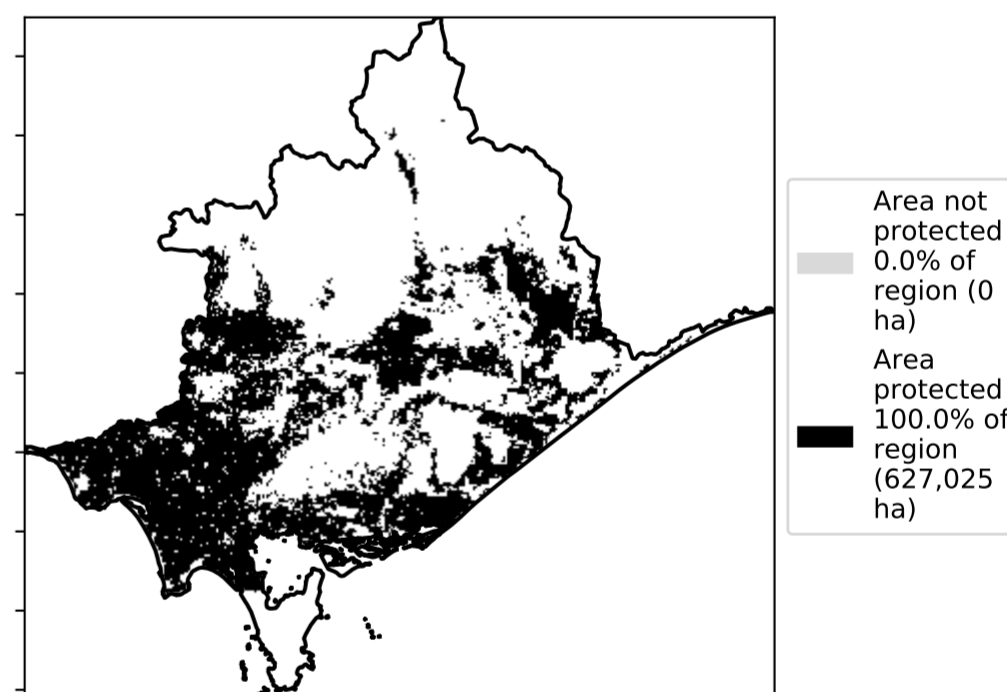 Area not
protected
0.0% of
region (0
ha)
Area
protected
100.0% of
region
(627,025
ha)